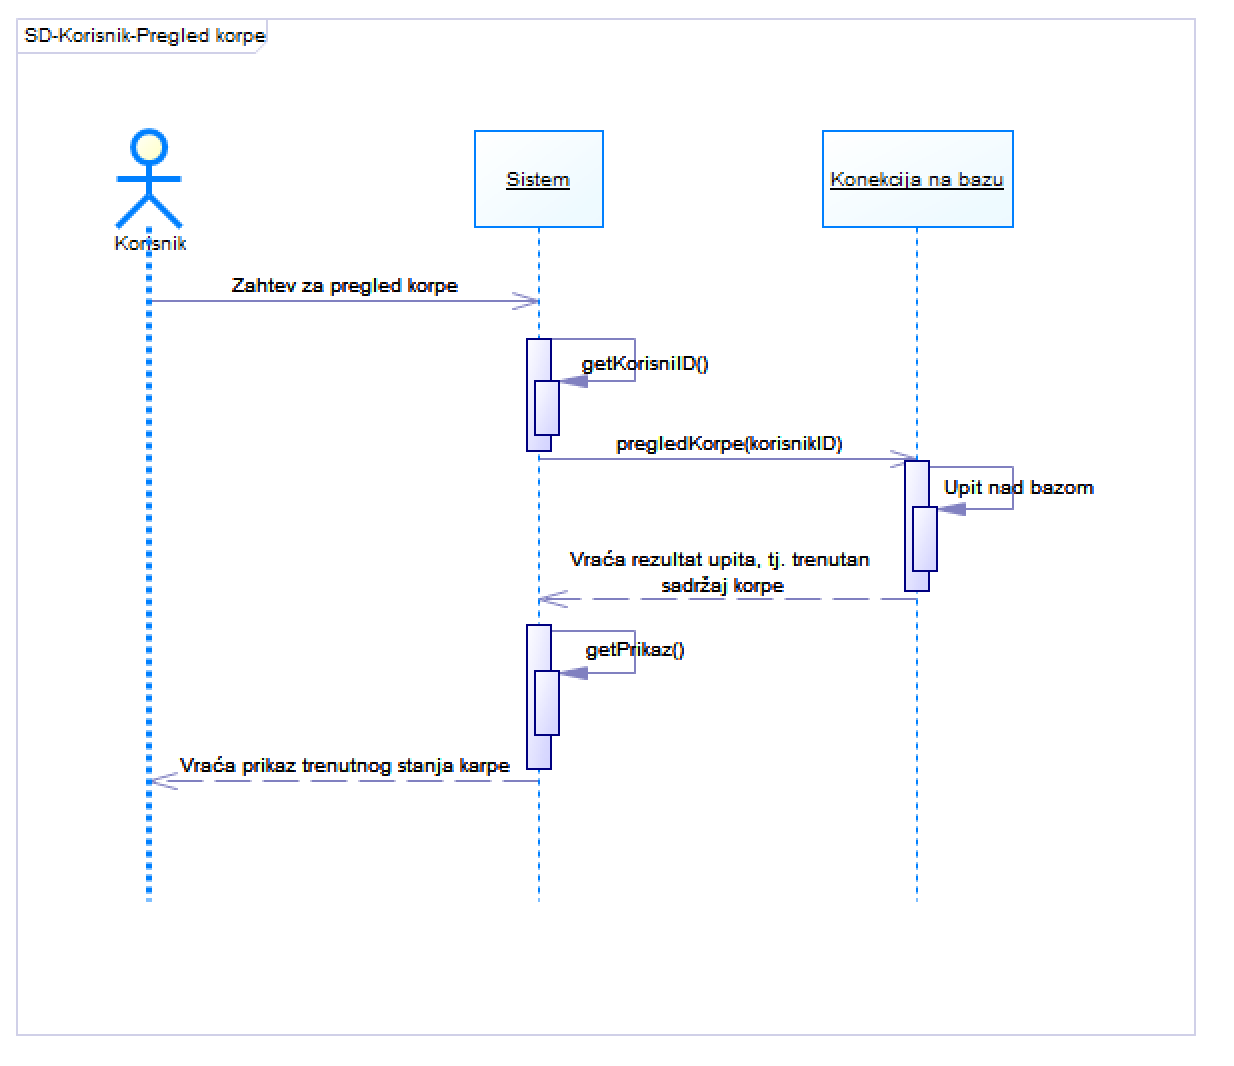 SD-Korisnik-Pregled korpe
Sistem
Konekcija na bazu
Korisnik
Zahtev za pregled korpe
getKorisniID()
pregledKorpe(korisnikID)
Upit nad bazom
Vraća rezultat upita, tj. trenutan
sadržaj korpe
getPrikaz()
Vraća prikaz trenutnog stanja karpe